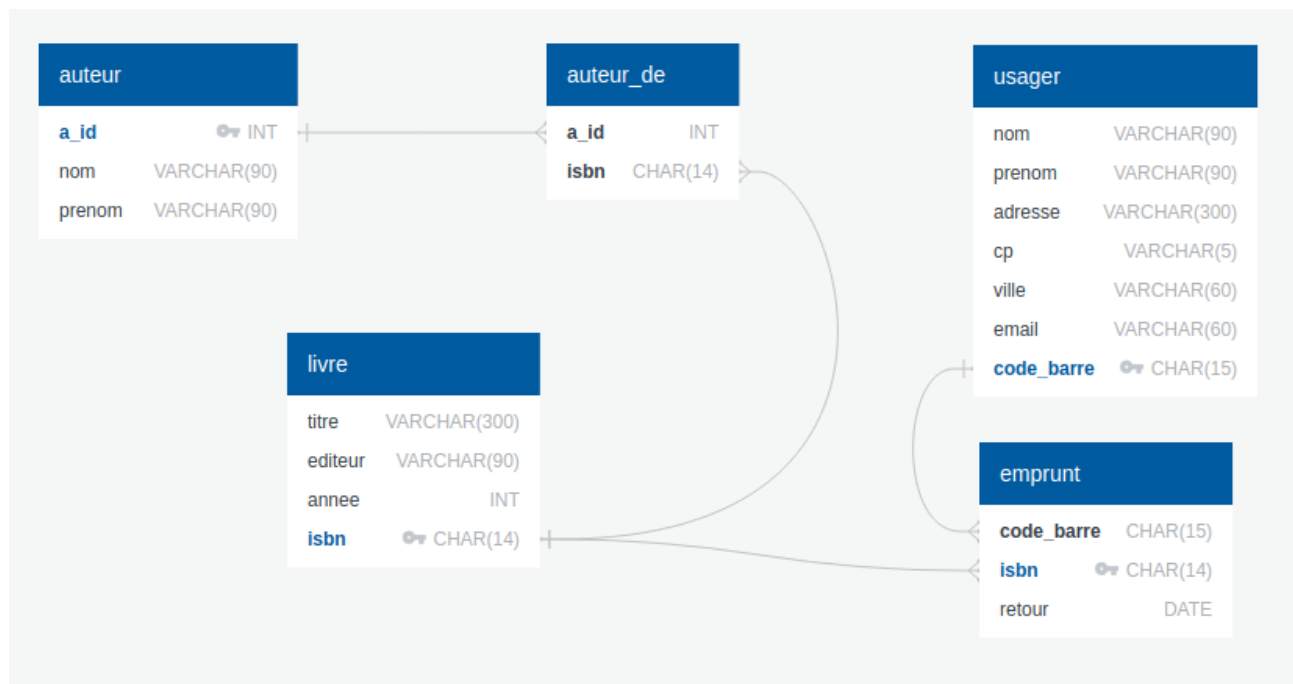 auteur
a_id INT
nom VARCHAR(90)
prenom VARCHAR(90)
auteur_de
a_id INT
isbn CHAR(14)
usager
nom VARCHAR(90)
prenom VARCHAR(90)
adresse VARCHAR(300)
cp VARCHAR(5)
ville VARCHAR(60)
email VARCHAR(60)
code_barre CHAR(15)
livre
titre VARCHAR(300)
editeur VARCHAR(90)
annee INT
isbn CHAR(14)
emprunt
code_barre CHAR(15)
isbn CHAR(14)
retour DATE